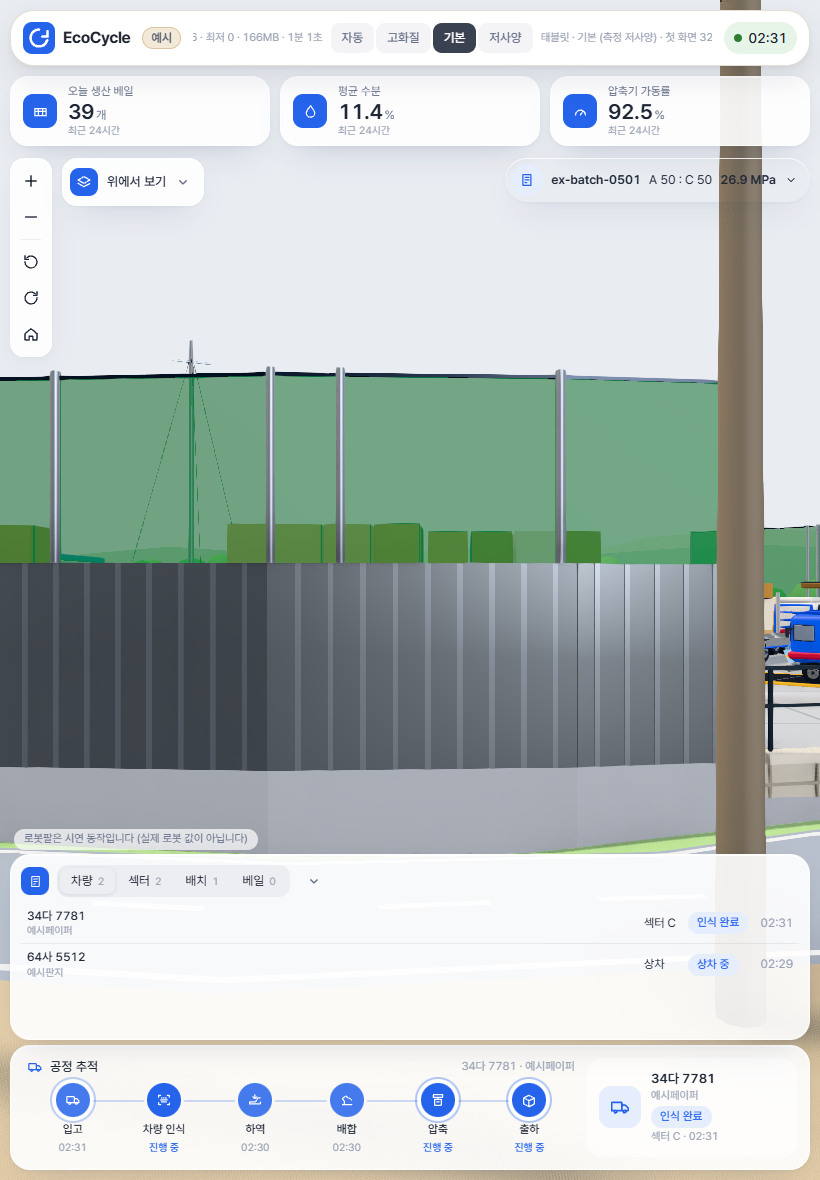 EcoCycle 예시 · 최저 0 · 166MB · 1분 1초 자동 고화질 기본 저사양 태블릿 · 기본 (측정 저사양) · 첫 화면 32 02:31
오늘 생산 베일
39개
최근 24시간
평균 수분
11.4%
최근 24시간
압축기 가동률
92.5%
최근 24시간
위에서 보기
ex-batch-0501 A 50 : C 50 26.9 MPa
로봇팔은 시연 동작입니다 (실제 로봇 값이 아닙니다)
차량 2 섹터 2 배치 1 베일 0
34다 7781
예시페이퍼
섹터 C 인식 완료 02:31
64사 5512
예시판지
상차 상차 중 02:29
공정 추적 34다 7781 · 예시페이퍼
입고 차량 인식 하역 배합 압축 출하
02:31 진행 중 02:30 02:30 진행 중 진행 중
34다 7781
예시페이퍼
인식 완료
섹터 C · 02:31